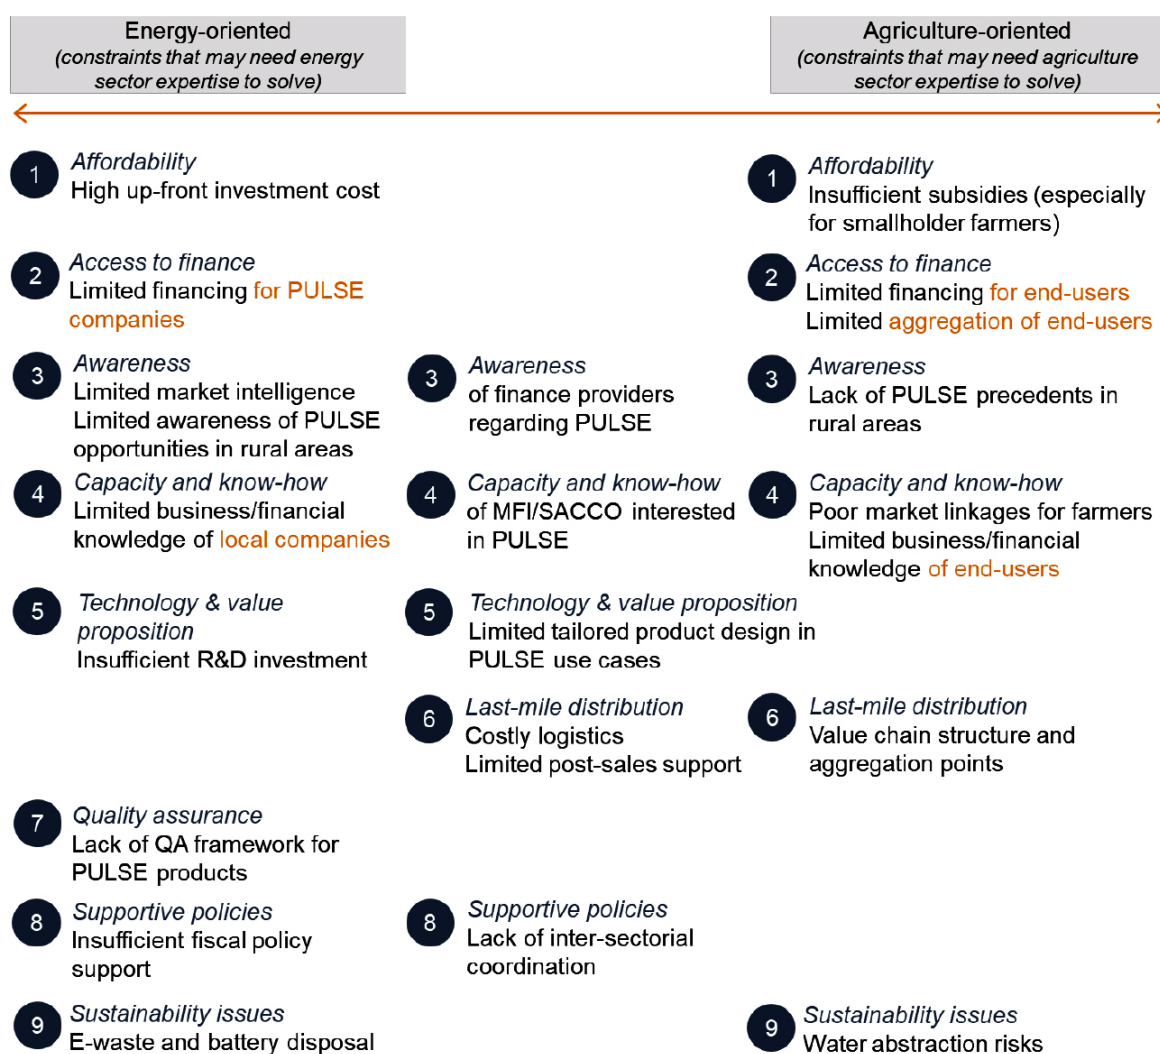 Energy-oriented
(constraints that may need energy
sector expertise to solve)
Agriculture-oriented
(constraints that may need agriculture
sector expertise to solve)
1
Affordability
High up-front investment cost
1
Affordability
Insufficient subsidies (especially
for smallholder farmers)
2
Access to finance
Limited financing for PULSE
companies
2
Access to finance
Limited financing for end-users
Limited aggregation of end-users
3
Awareness
Limited market intelligence
Limited awareness of PULSE
opportunities in rural areas
3
Awareness
of finance providers
regarding PULSE
3
Awareness
Lack of PULSE precedents in
rural areas
4
Capacity and know-how
Limited business/financial
knowledge of local companies
4
Capacity and know-how
of MFI/SACCO interested
in PULSE
4
Capacity and know-how
Poor market linkages for farmers
Limited business/financial
knowledge of end-users
5
Technology & value
proposition
Insufficient R&D investment
5
Technology & value proposition
Limited tailored product design in
PULSE use cases
6
Last-mile distribution
Costly logistics
Limited post-sales support
6
Last-mile distribution
Value chain structure and
aggregation points
7
Quality assurance
Lack of QA framework for
PULSE products
8
Supportive policies
Insufficient fiscal policy
support
8
Supportive policies
Lack of inter-sectorial
coordination
9
Sustainability issues
E-waste and battery disposal
9
Sustainability issues
Water abstraction risks